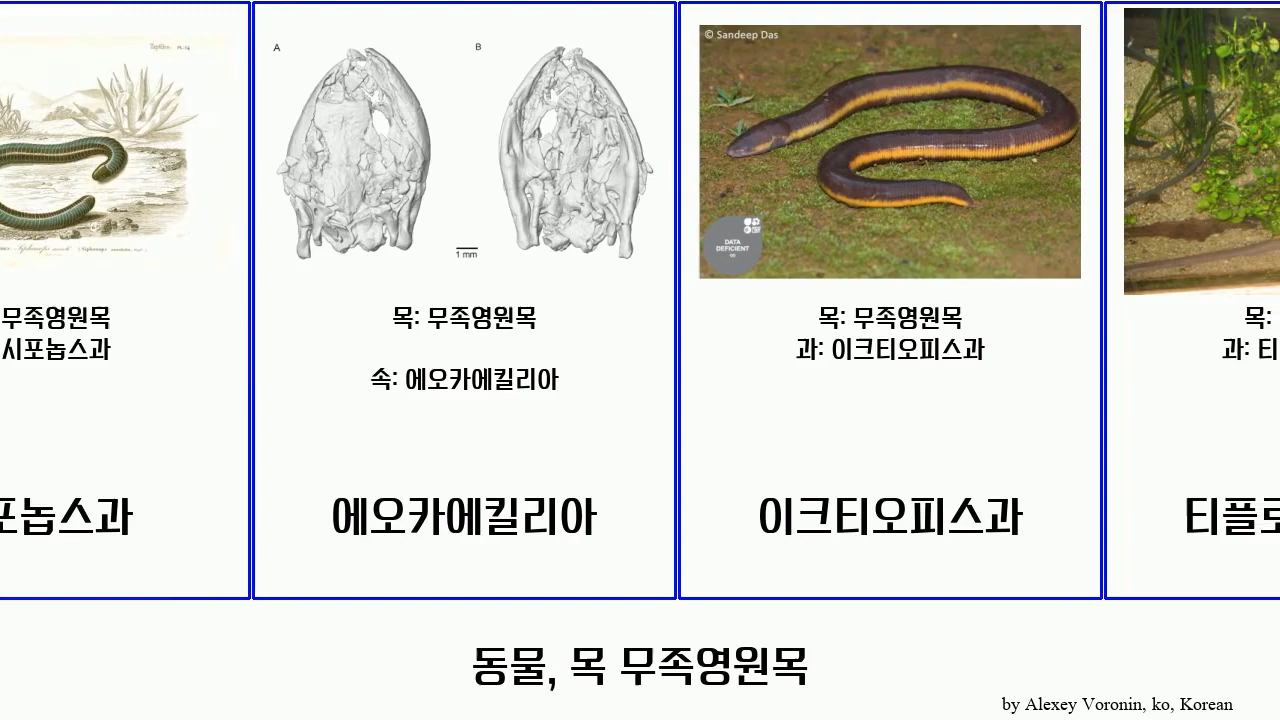 무족영원목
시포놉스과
포놉스과
A
B
1 mm
목: 무족영원목
속: 에오카에킬리아
에오카에킬리아
© Sandeep Das
DATA
DEFICIENT
목: 무족영원목
과: 이크티오피스과
이크티오피스과
목:
과: 티
티플로
동물, 목 무족영원목
by Alexey Voronin, ko, Korean